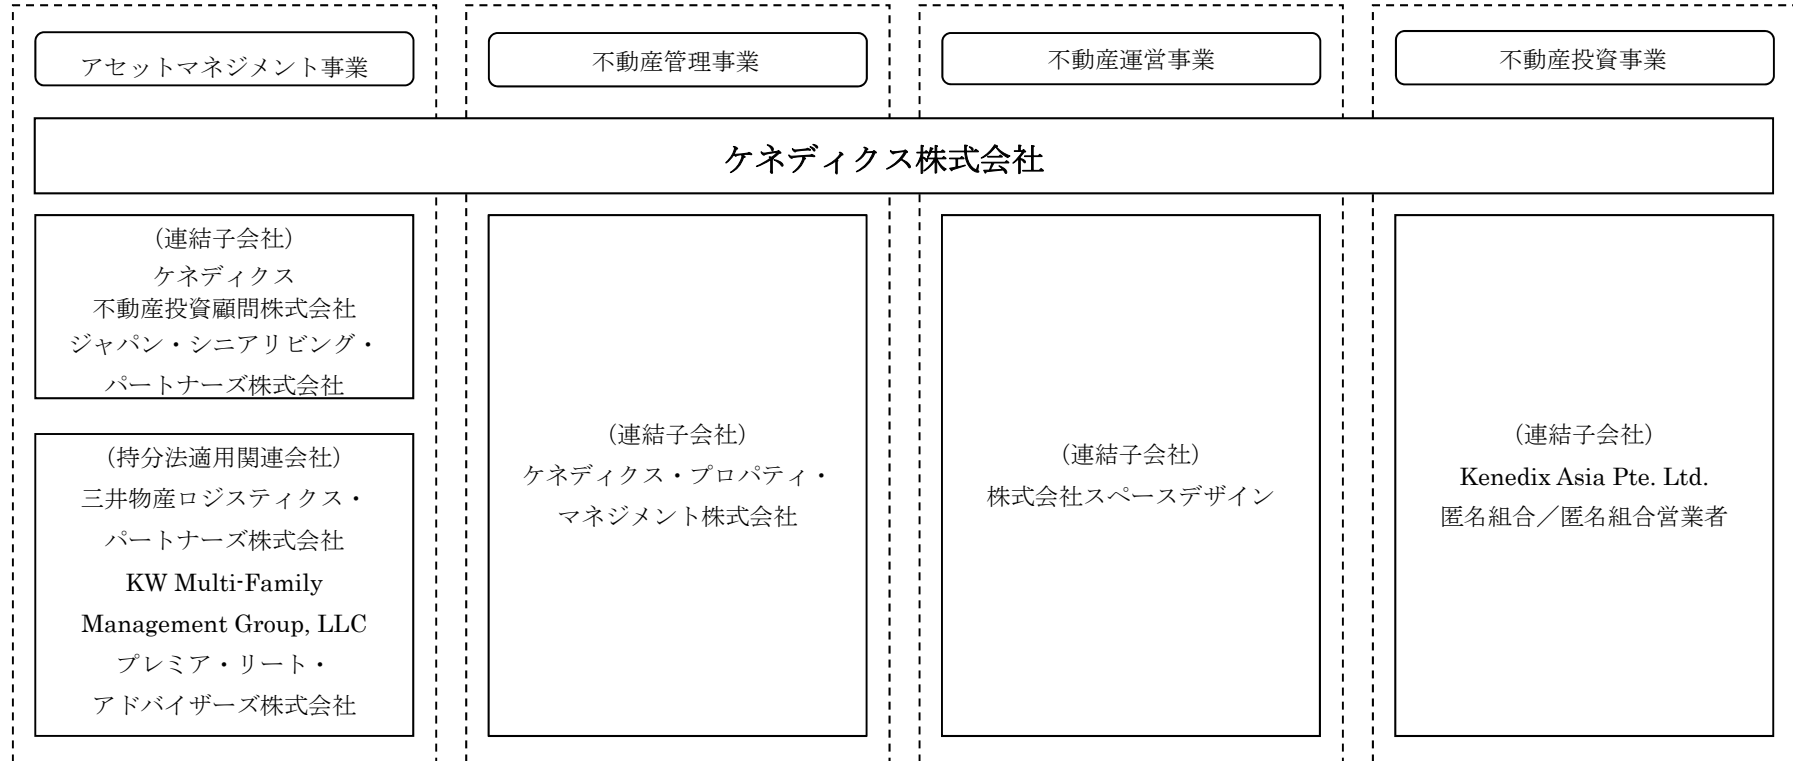 アセットマネジメント事業
不動産管理事業
不動産運営事業
不動産投資事業
ケネディクス株式会社
（連結子会社）
ケネディクス
不動産投資顧問株式会社
ジャパン・シニアリビング・
パートナーズ株式会社
（持分法適用関連会社）
三井物産ロジスティクス・
パートナーズ株式会社
KW Multi-Family
Management Group, LLC
プレミア・リート・
アドバイザーズ株式会社
（連結子会社）
ケネディクス・プロパティ・
マネジメント株式会社
（連結子会社）
株式会社スペースデザイン
（連結子会社）
Kenedix Asia Pte. Ltd.
匿名組合／匿名組合営業者